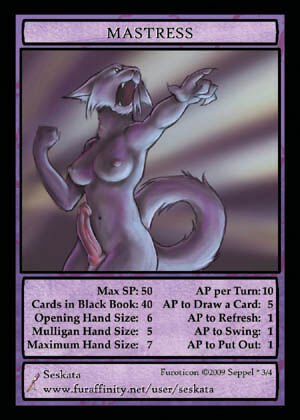 MASTRESS
Max SP: 50 AP per Turn: 10
Cards in Black Book: 40 AP to Draw a Card: 5
Opening Hand Size: 6 AP to Refresh: 1
Mulligan Hand Size: 5 AP to Swing: 1
Maximum Hand Size: 7 AP to Put Out: 1
Seskata Furoticon ©2009 Seppel * 3/4
www.furaffinity.net/user/seskata